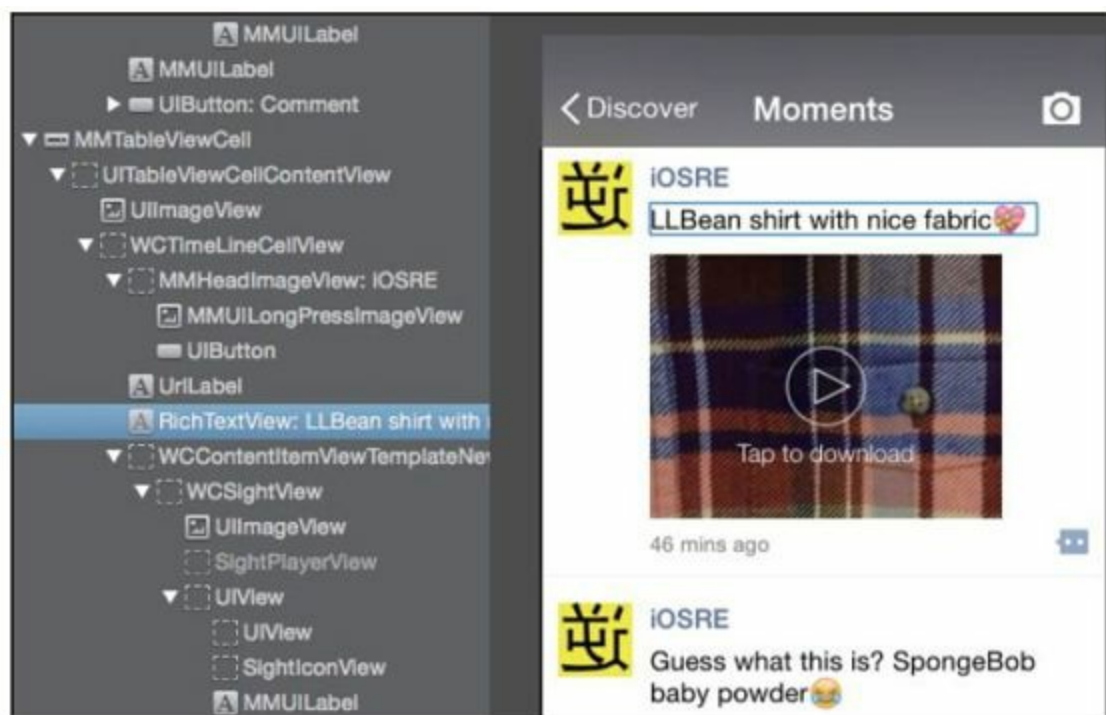 MMUILabel
MMUILabel
UIButton: Comment
MMTableViewCell
UITableViewCellContentView
UIImageView
WCTimeLineCellView
MMHeadImageView: iOSRE
MMUILongPressImageView
UIButton
UrlLabel
RichTextView: LLBean shirt with
WCContentItemViewTemplateNe
WCSightView
UIImageView
SightPlayerView
UIView
UIView
SightIconView
MMUILabel
Discover Moments
逆
iOSRE
LLBean shirt with nice fabric💝
Tap to download
46 mins ago
逆
iOSRE
Guess what this is? SpongeBob
baby powder😂